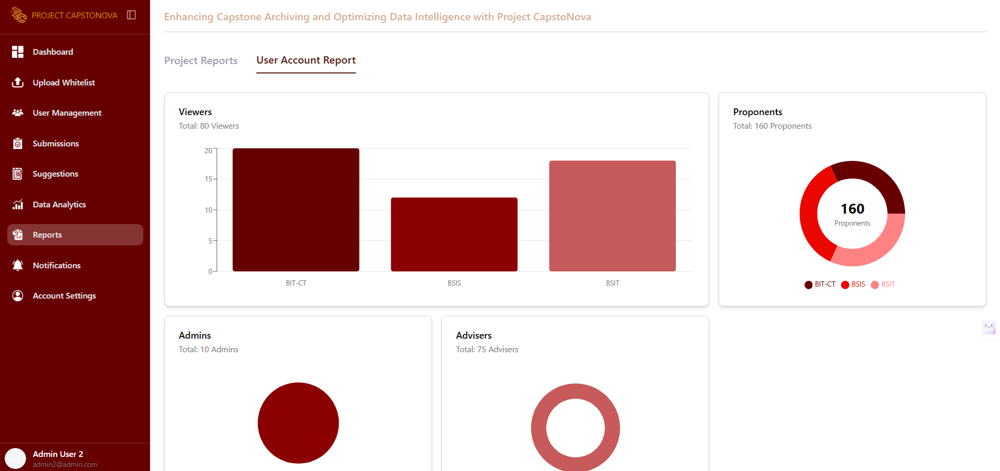 PROJECT CAPSTONOVA
Dashboard
Upload Whitelist
User Management
Submissions
Suggestions
Data Analytics
Reports
Notifications
Account Settings
A2
Admin User 2
admin2@admin.com
Enhancing Capstone Archiving and Optimizing Data Intelligence with Project CapstoNova
Project Reports
User Account Report
Viewers
Total: 80 Viewers
20
15
10
5
0
BIT-CT
BSIS
BSIT
Proponents
Total: 160 Proponents
160
Proponents
BIT-CT
BSIS
BSIT
Admins
Total: 10 Admins
Advisers
Total: 75 Advisers